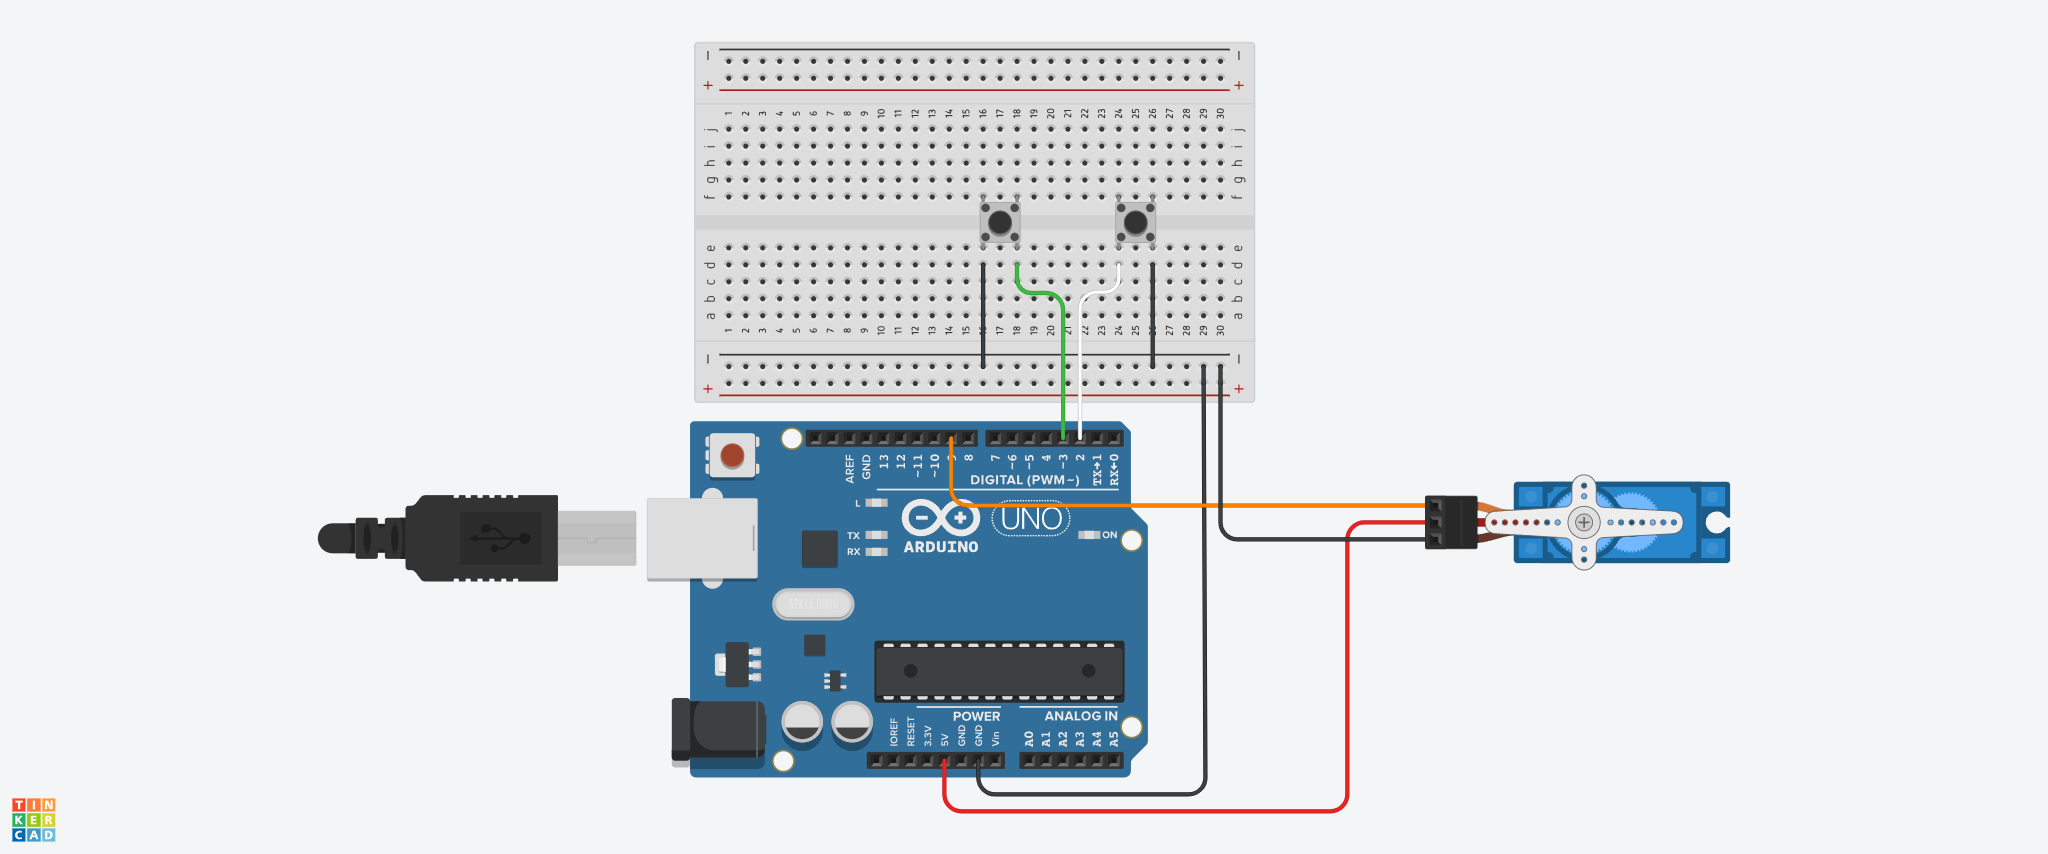 − −
+ +
1 2 3 4 5 6 7 8 9 10 11 12 13 14 15 16 17 18 19 20 21 22 23 24 25 26 27 28 29 30
j j
i i
h h
g g
f f
e e
d d
c c
b b
a a
1 2 3 4 5 6 7 8 9 10 11 12 13 14 15 17 18 19 20 21 22 23 24 25 27 28 29 30
− −
+ +
AREF GND 13 12 ~11 ~10 8 7 ~6 ~5 4 ~3 2 TX→1 RX←0
DIGITAL (PWM~)
L
UNO
TX
RX
ON
ARDUINO
POWER
ANALOG IN
IOREF RESET 3.3V 5V GND GND Vin A0 A1 A2 A3 A4 A5
TIN
KER
CAD